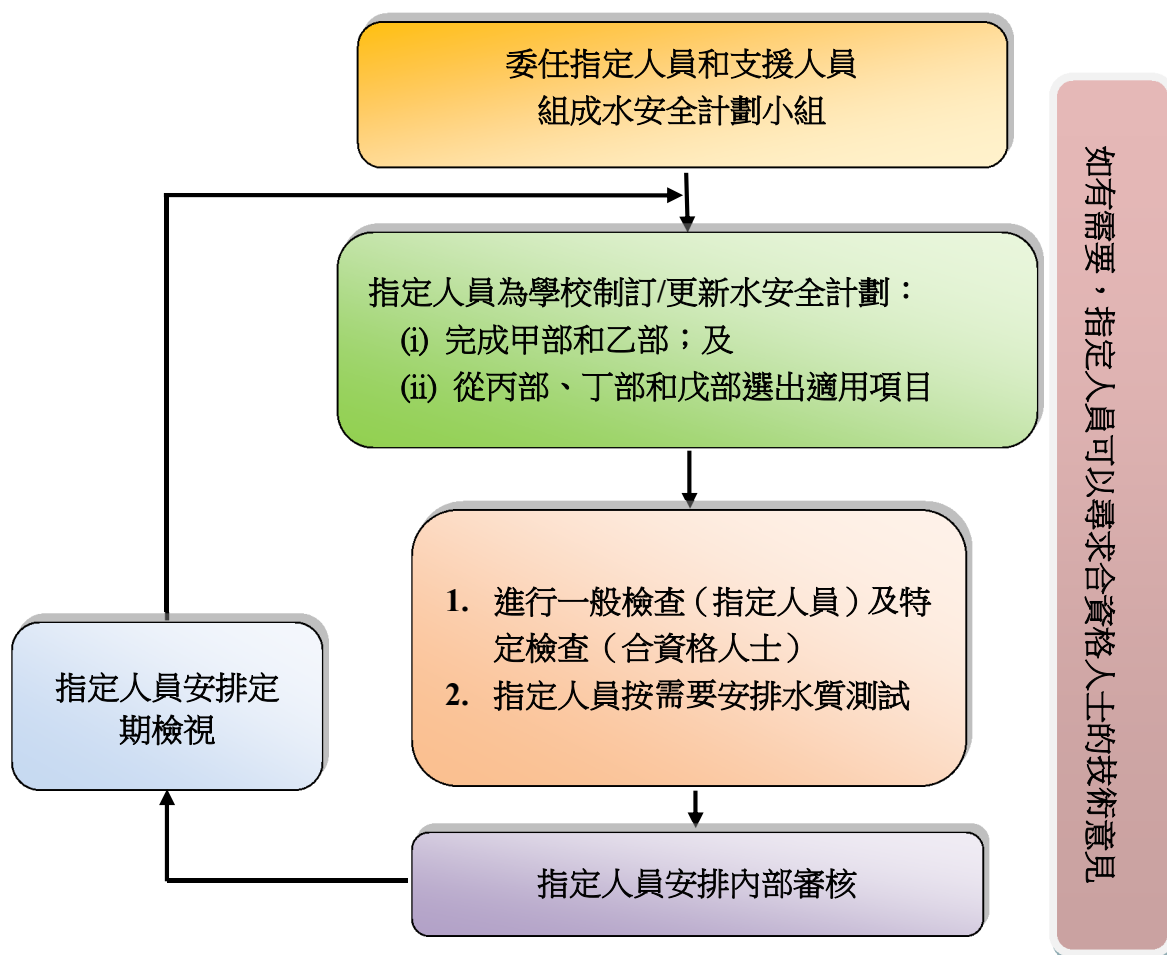 委任指定人員和支援人員
組成水安全計劃小組
指定人員為學校制訂/更新水安全計劃：
(i) 完成甲部和乙部；及
(ii) 從丙部、丁部和戊部選出適用項目
1. 進行一般檢查（指定人員）及特
定檢查（合資格人士）
2. 指定人員按需要安排水質測試
指定人員安排內部審核
指定人員安排定
期檢視
如有需要，指定人員可以尋求合資格人士的技術意見